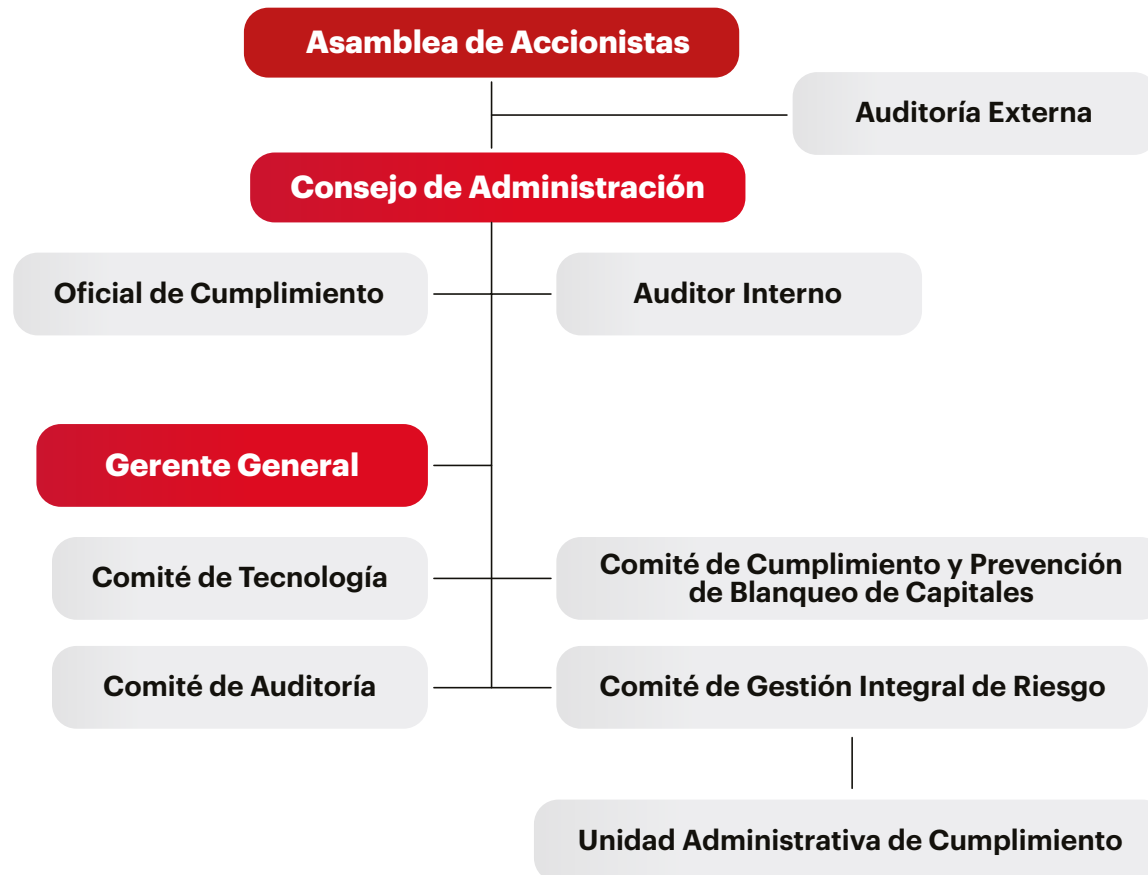 Asamblea de Accionistas
Auditoría Externa
Consejo de Administración
Oficial de Cumplimiento
Auditor Interno
Gerente General
Comité de Tecnología
Comité de Cumplimiento y Prevención
de Blanqueo de Capitales
Comité de Auditoría
Comité de Gestión Integral de Riesgo
Unidad Administrativa de Cumplimiento